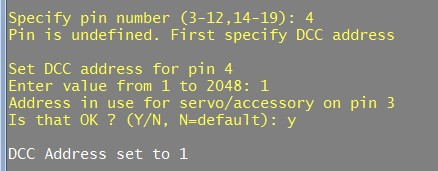 Specify pin number (3-12,14-19): 4
Pin is undefined. First specify DCC address
Set DCC address for pin 4
Enter value from 1 to 2048: 1
Address in use for servo/accessory on pin 3
Is that OK ? (Y/N, N=default): y
DCC Address set to 1